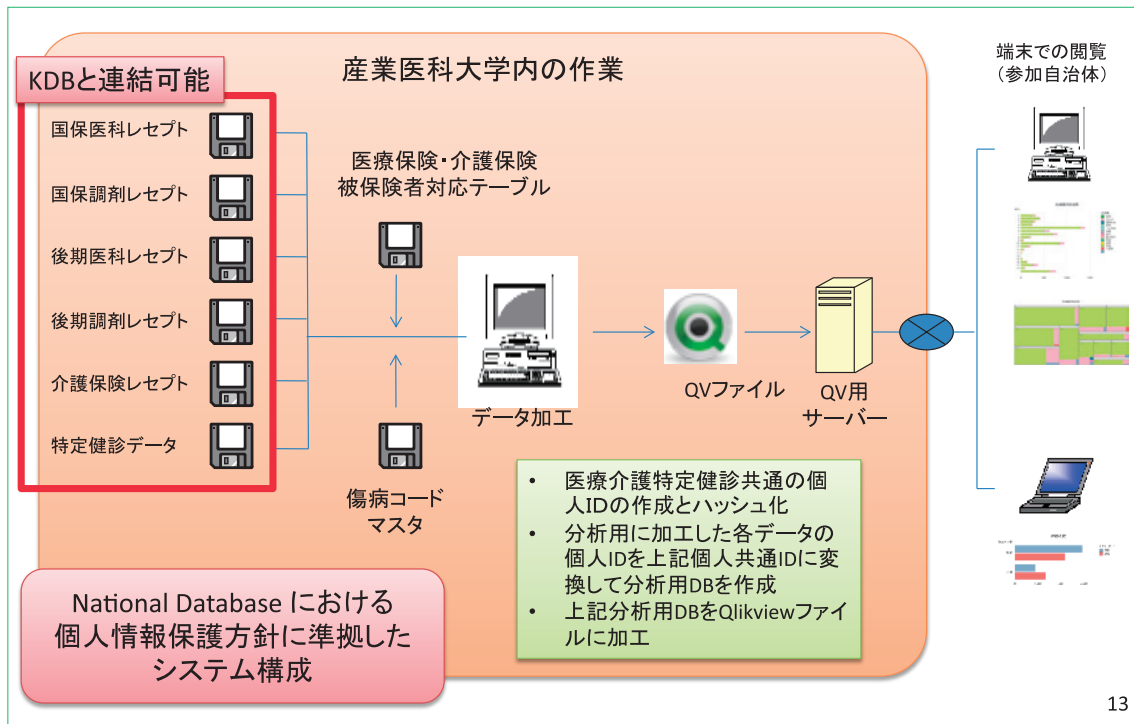 産業医科大学内の作業
KDBと連結可能
国保医科レセプト
国保調剤レセプト
後期医科レセプト
後期調剤レセプト
介護保険レセプト
特定健診データ
医療保険・介護保険
被保険者対応テーブル
傷病コード
マスタ
データ加工
QVファイル
QV用
サーバー
端末での閲覧
(参加自治体)
• 医療介護特定健診共通の個
人IDの作成とハッシュ化
• 分析用に加工した各データの
個人IDを上記個人共通IDに変
換して分析用DBを作成
• 上記分析用DBをQlikviewファイ
ルに加工
National Database における
個人情報保護方針に準拠した
システム構成
13